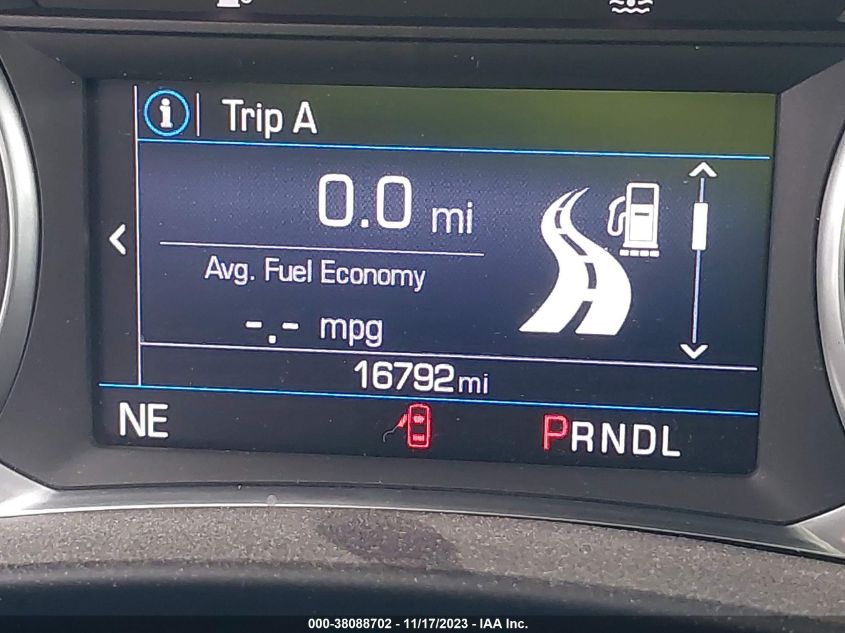 Trip A
0.0 mi
Avg. Fuel Economy
-.- mpg
16792 mi
NE
PRNDL
000-38088702 - 11/17/2023 - IAA Inc.